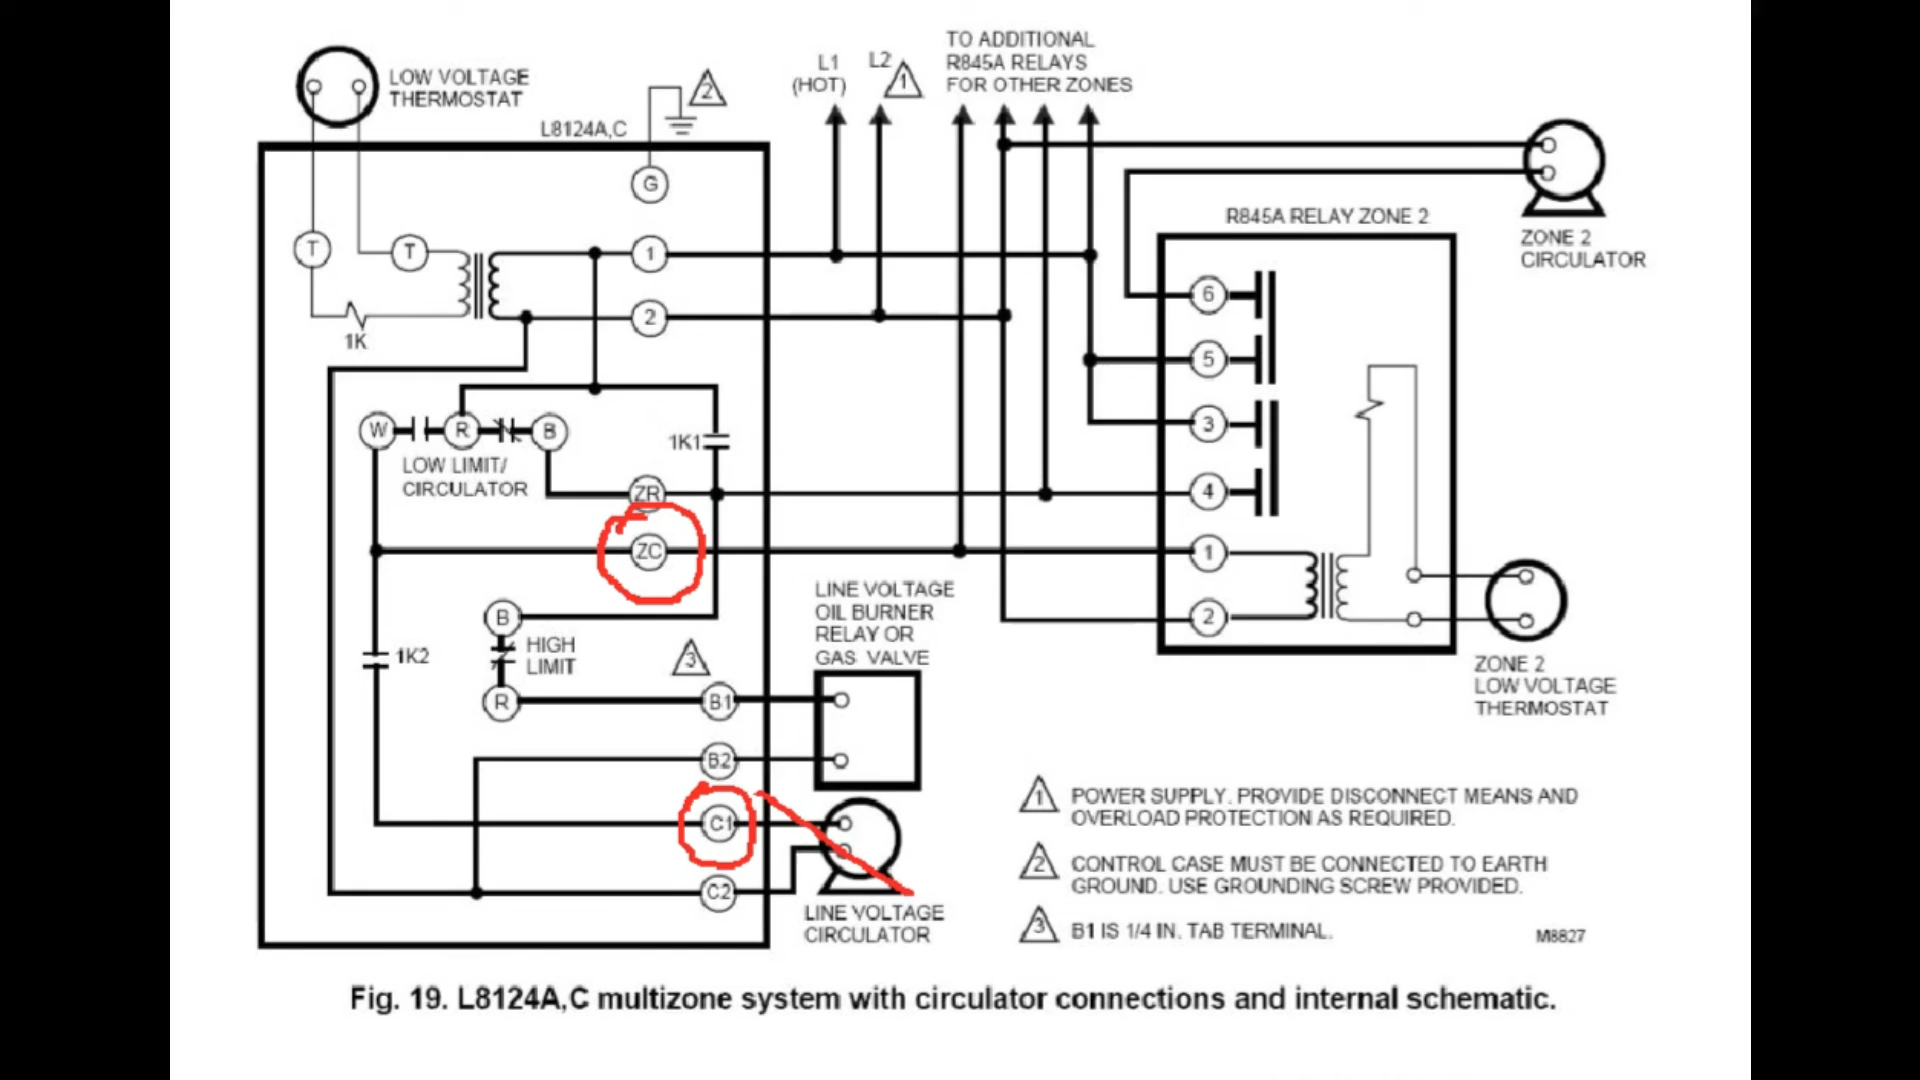 LOW VOLTAGE
THERMOSTAT
L8124A,C
2
L1
(HOT)
L2
1
TO ADDITIONAL
R845A RELAYS
FOR OTHER ZONES
G
T
T
1K
1
2
R845A RELAY ZONE 2
ZONE 2
CIRCULATOR
6
5
3
4
1
2
W
R
B
LOW LIMIT/
CIRCULATOR
1K1
ZR
ZC
B
HIGH
LIMIT
R
1K2
3
LINE VOLTAGE
OIL BURNER
RELAY OR
GAS VALVE
B1
B2
C1
C2
LINE VOLTAGE
CIRCULATOR
ZONE 2
LOW VOLTAGE
THERMOSTAT
1 POWER SUPPLY. PROVIDE DISCONNECT MEANS AND
OVERLOAD PROTECTION AS REQUIRED.
2 CONTROL CASE MUST BE CONNECTED TO EARTH
GROUND. USE GROUNDING SCREW PROVIDED.
3 B1 IS 1/4 IN. TAB TERMINAL.
M8827
Fig. 19. L8124A,C multizone system with circulator connections and internal schematic.